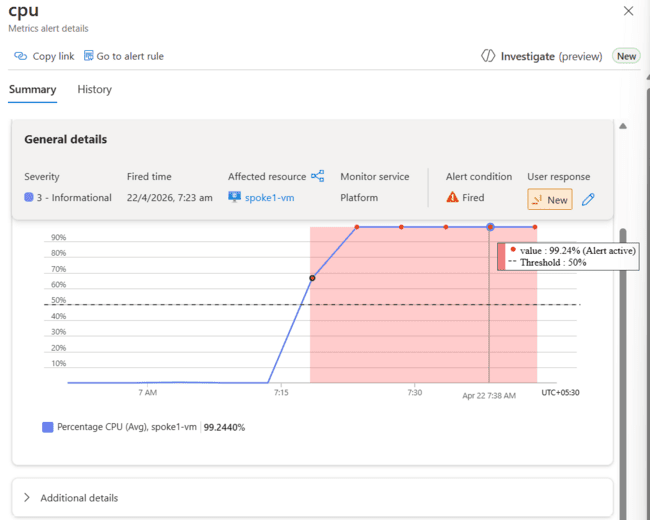 cpu
Metrics alert details
Copy link Go to alert rule Investigate (preview) New
Summary History
General details
Severity Fired time Affected resource Monitor service Alert condition User response
3 - Informational 22/4/2026, 7:23 am spoke1-vm Platform Fired New
90%
80%
70%
60%
50%
40%
30%
20%
10%
value : 99.24% (Alert active)
Threshold : 50%
7 AM 7:15 7:30 Apr 22 7:38 AM UTC+05:30
Percentage CPU (Avg), spoke1-vm 99.2440%
Additional details